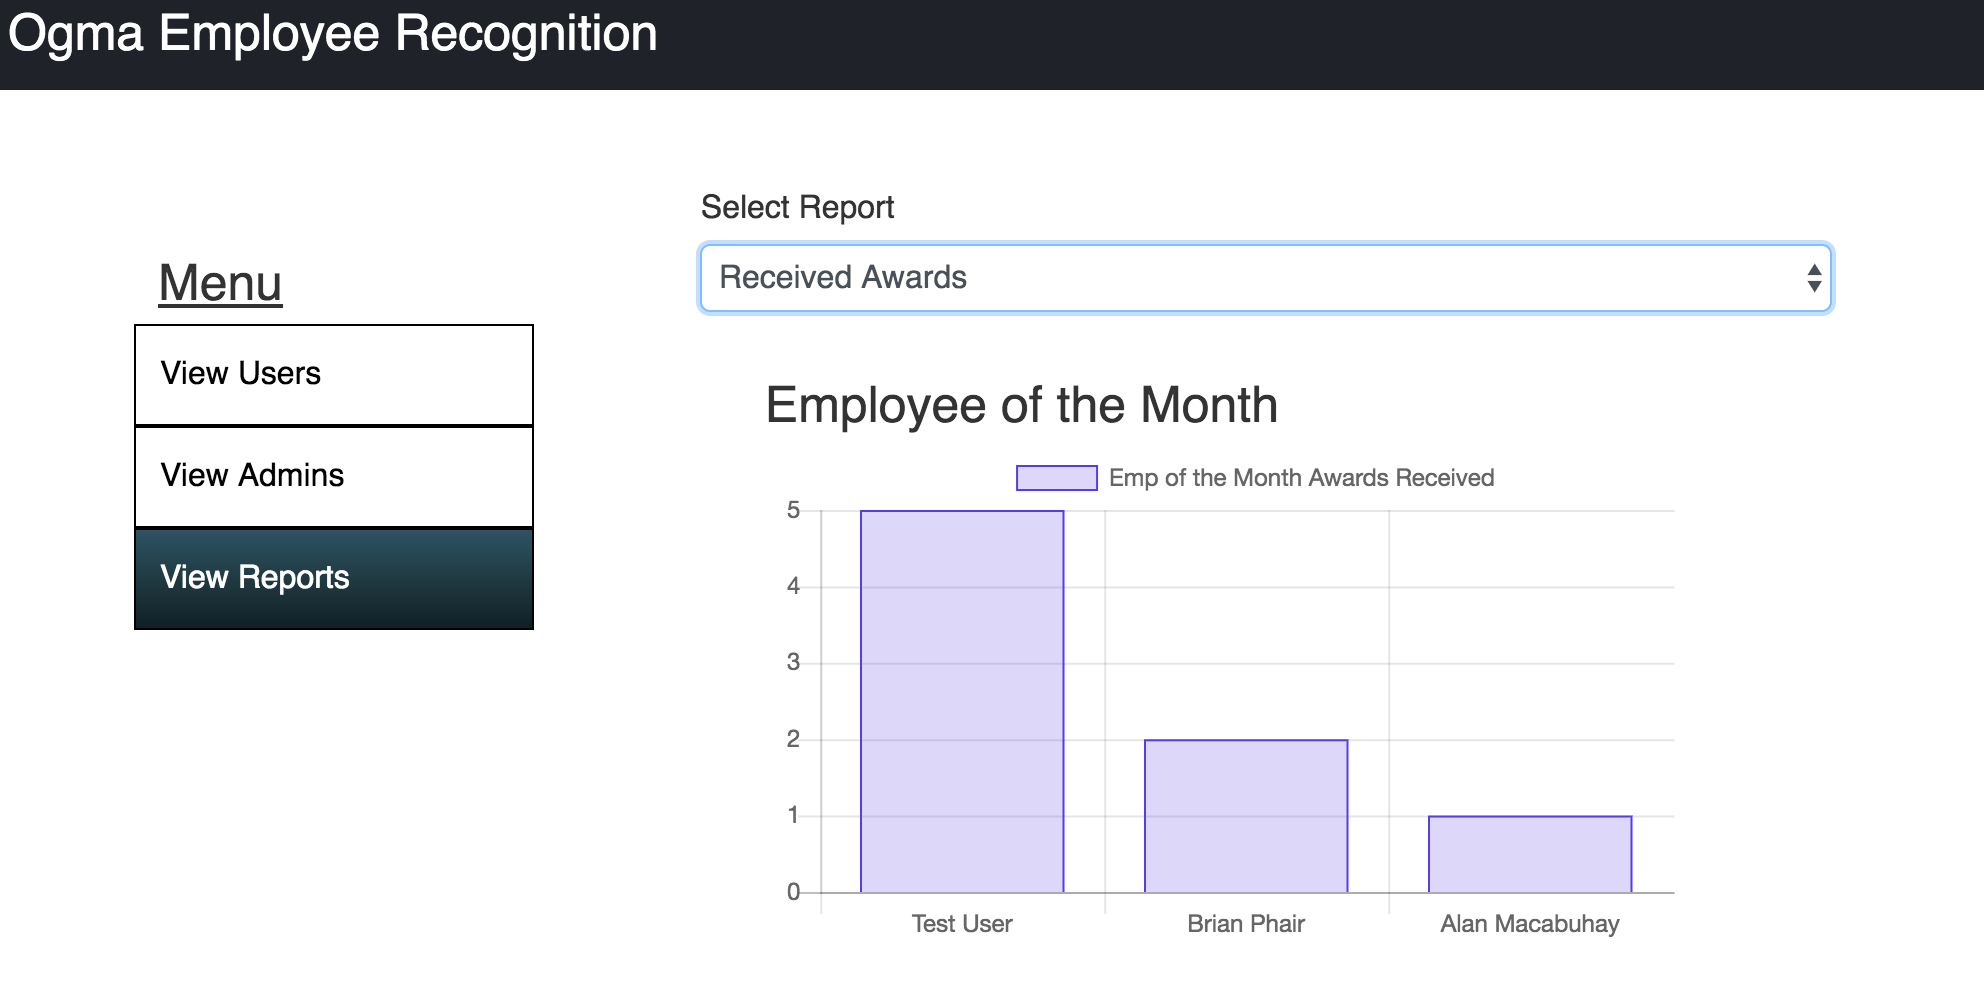 Ogma Employee Recognition
Menu
View Users
View Admins
View Reports
Select Report
Received Awards
Employee of the Month
Emp of the Month Awards Received
5
4
3
2
1
0
Test User Brian Phair Alan Macabuhay